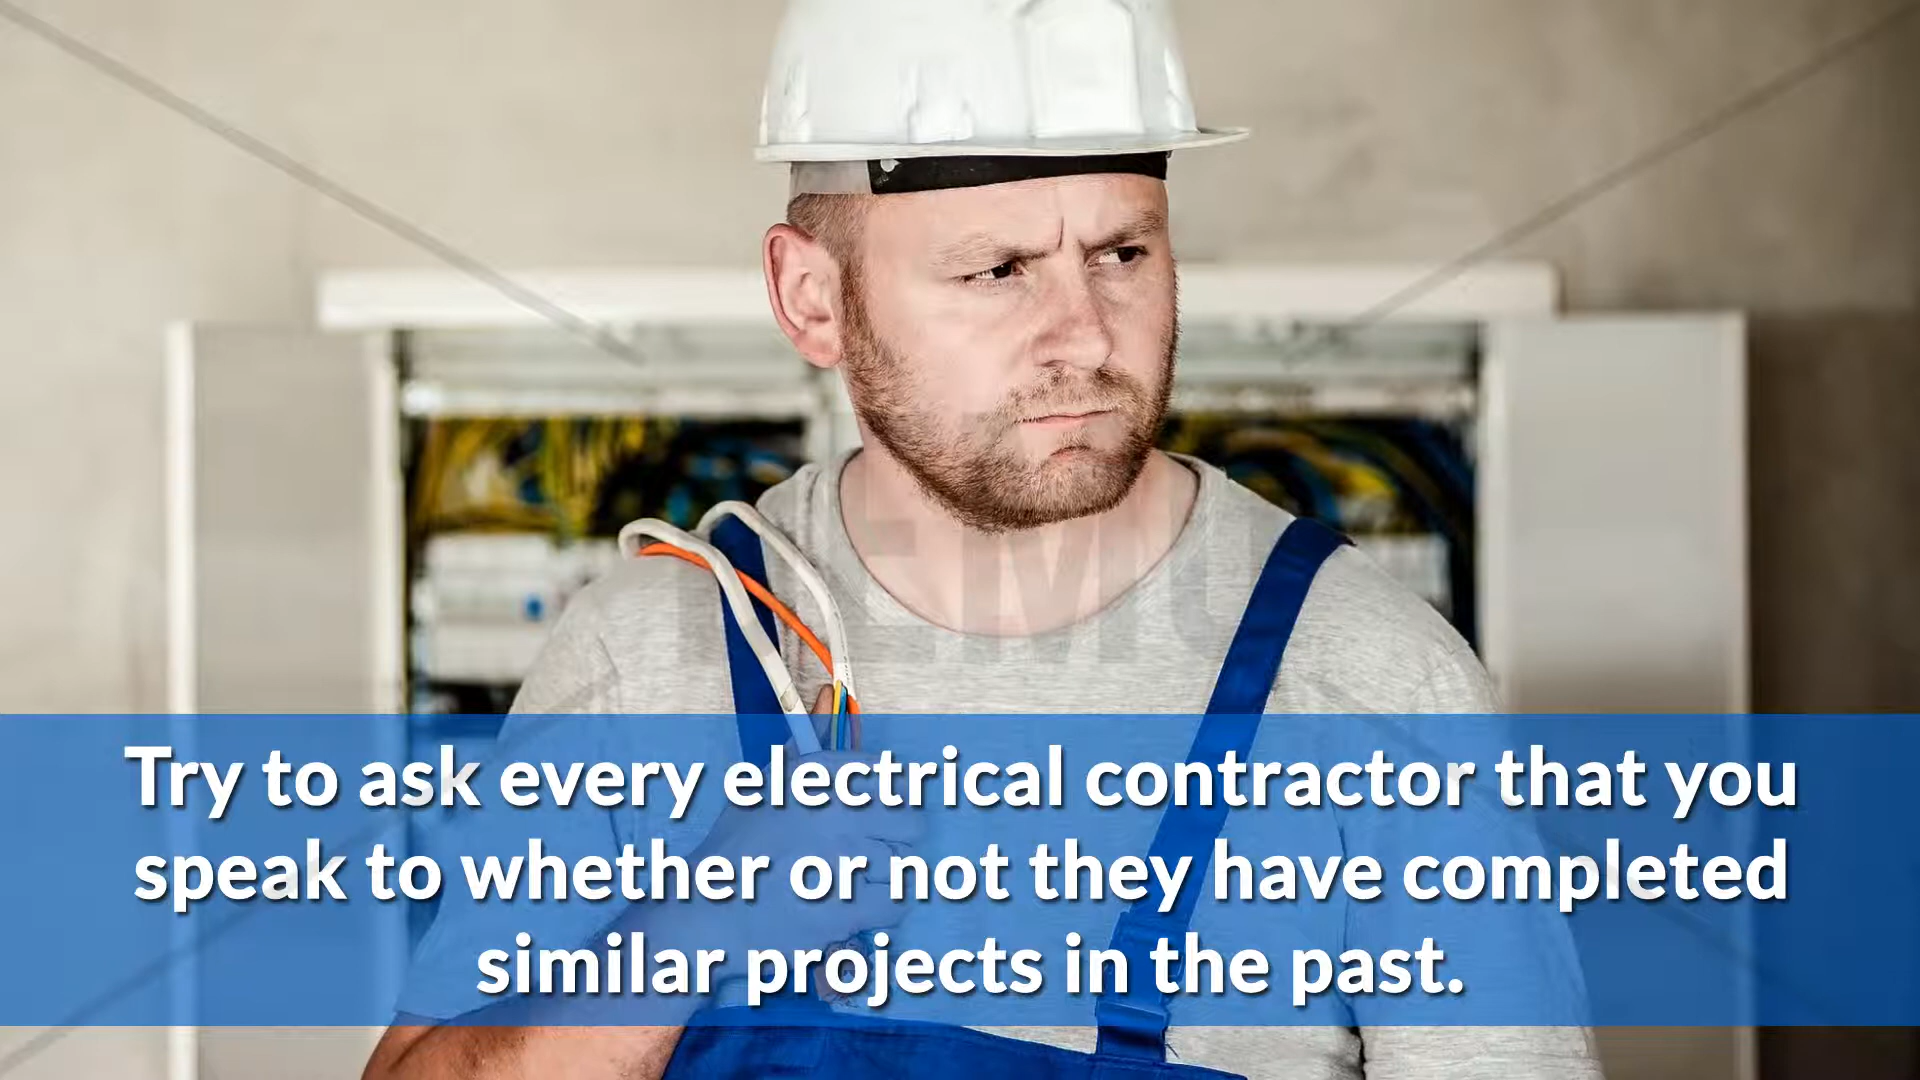 Try to ask every electrical contractor that you
speak to whether or not they have completed
similar projects in the past.